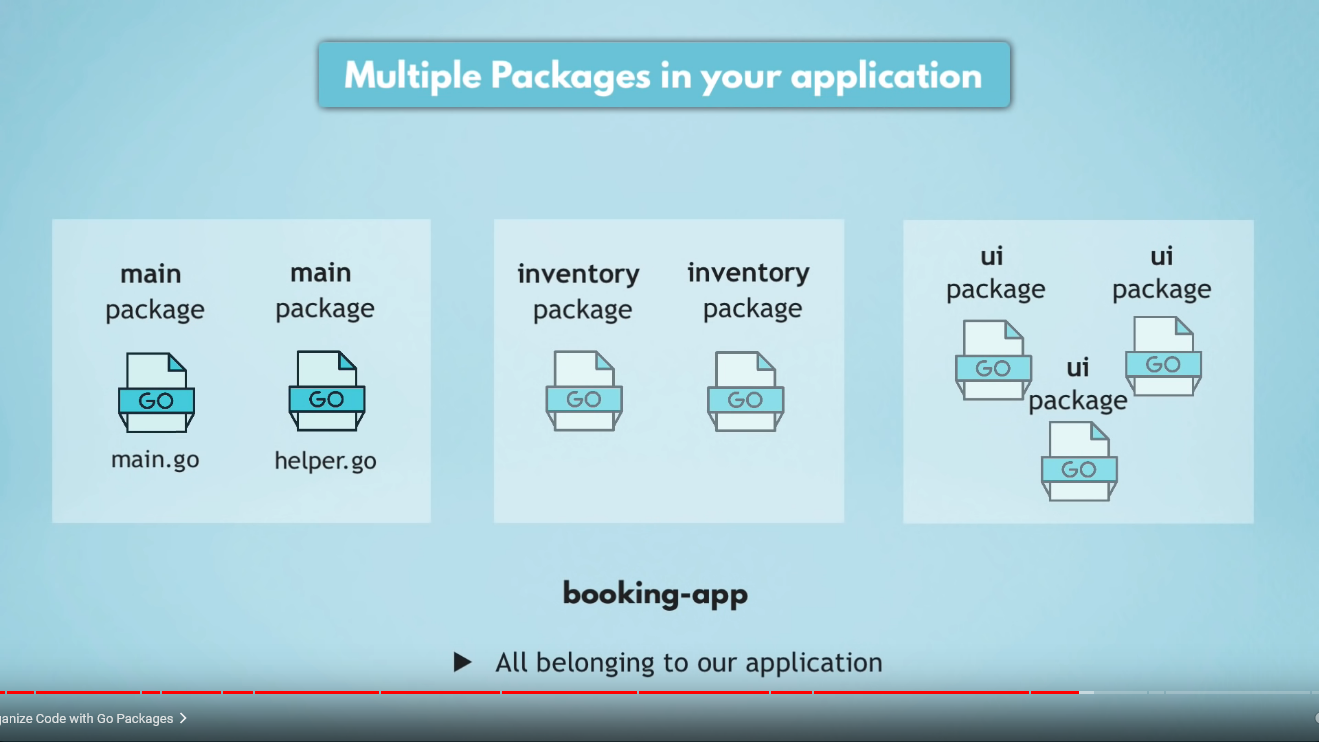 Multiple Packages in your application
main
package
GO
main.go
main
package
GO
helper.go
inventory
package
GO
inventory
package
GO
ui
package
GO
ui
package
GO
ui
package
GO
booking-app
▶ All belonging to our application
ganize Code with Go Packages >